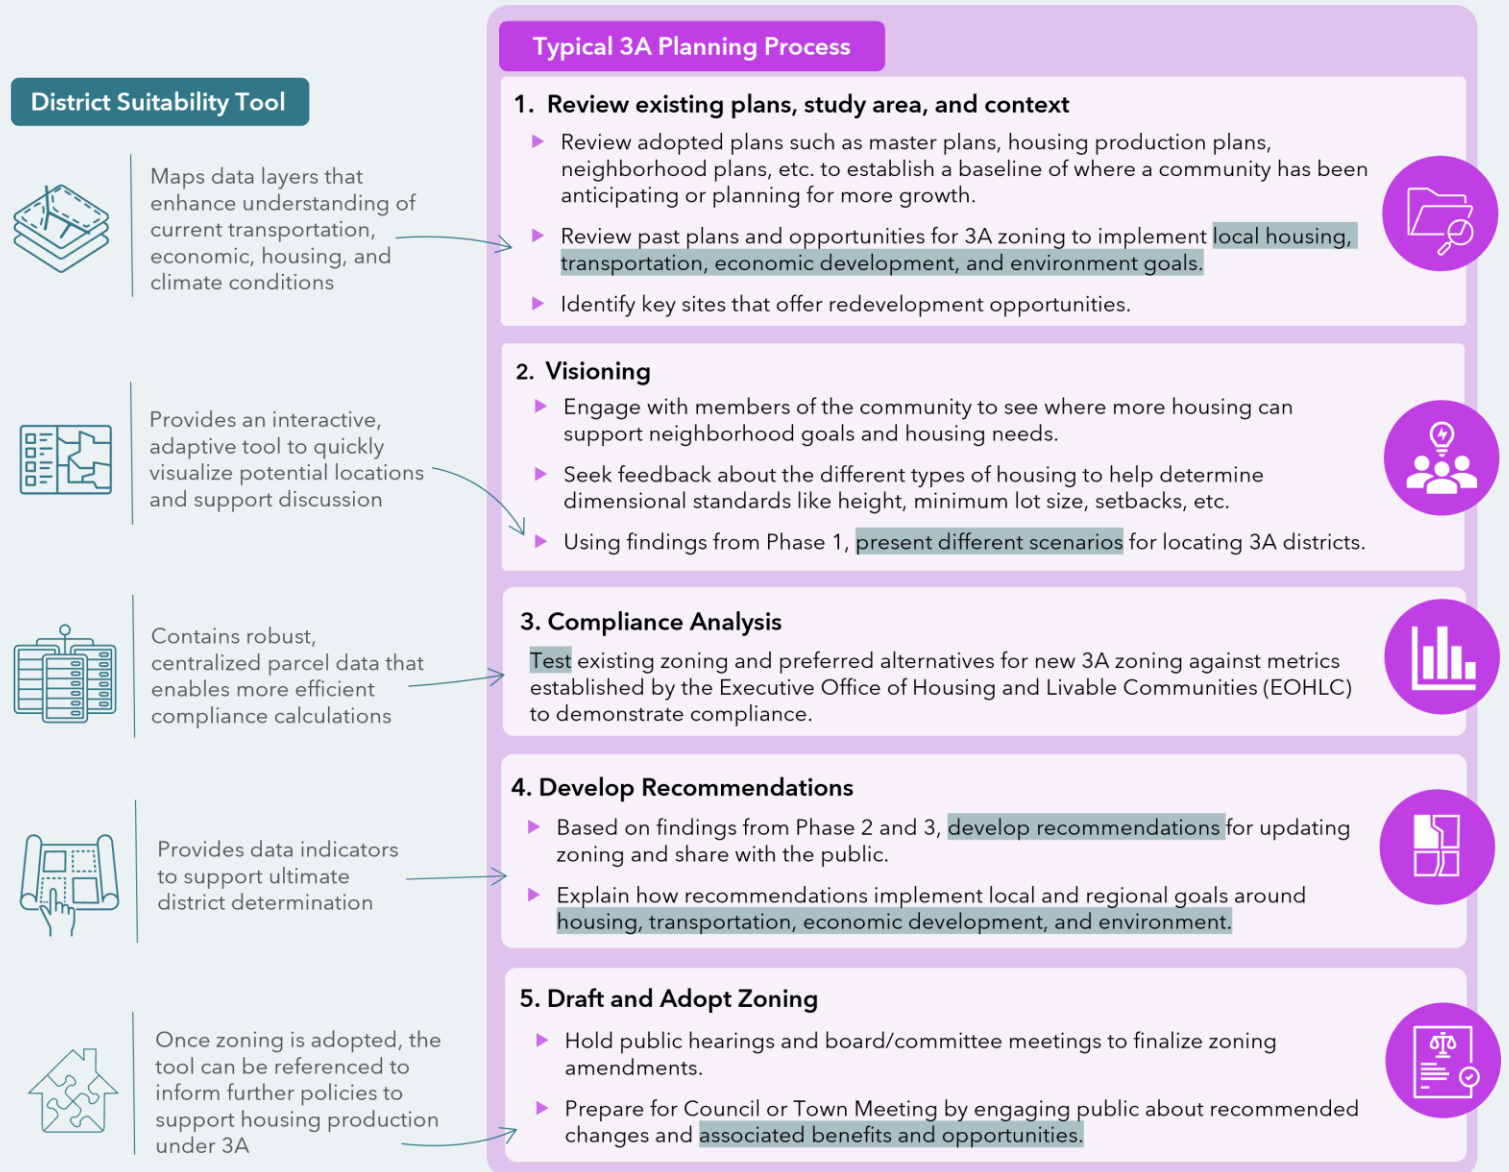 District Suitability Tool
Maps data layers that
enhance understanding of
current transportation,
economic, housing, and
climate conditions
Provides an interactive,
adaptive tool to quickly
visualize potential locations
and support discussion
Contains robust,
centralized parcel data that
enables more efficient
compliance calculations
Provides data indicators
to support ultimate
district determination
Once zoning is adopted, the
tool can be referenced to
inform further policies to
support housing production
under 3A
Typical 3A Planning Process
1. Review existing plans, study area, and context
Review adopted plans such as master plans, housing production plans,
neighborhood plans, etc. to establish a baseline of where a community has been
anticipating or planning for more growth.
Review past plans and opportunities for 3A zoning to implement local housing,
transportation, economic development, and environment goals.
Identify key sites that offer redevelopment opportunities.
2. Visioning
Engage with members of the community to see where more housing can
support neighborhood goals and housing needs.
Seek feedback about the different types of housing to help determine
dimensional standards like height, minimum lot size, setbacks, etc.
Using findings from Phase 1, present different scenarios for locating 3A districts.
3. Compliance Analysis
Test existing zoning and preferred alternatives for new 3A zoning against metrics
established by the Executive Office of Housing and Livable Communities (EOHLC)
to demonstrate compliance.
4. Develop Recommendations
Based on findings from Phase 2 and 3, develop recommendations for updating
zoning and share with the public.
Explain how recommendations implement local and regional goals around
housing, transportation, economic development, and environment.
5. Draft and Adopt Zoning
Hold public hearings and board/committee meetings to finalize zoning
amendments.
Prepare for Council or Town Meeting by engaging public about recommended
changes and associated benefits and opportunities.